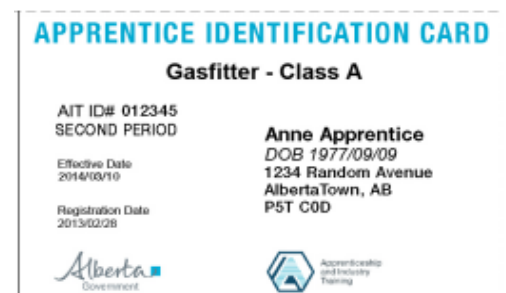 APPRENTICE IDENTIFICATION CARD
Gasfitter - Class A
AIT ID# 012345
SECOND PERIOD
Effective Date
2014/03/10
Registration Date
2013/02/28
Anne Apprentice
DOB 1977/09/09
1234 Random Avenue
AlbertaTown, AB
P5T C0D
Alberta
Government
Apprenticeship
and Industry
Training